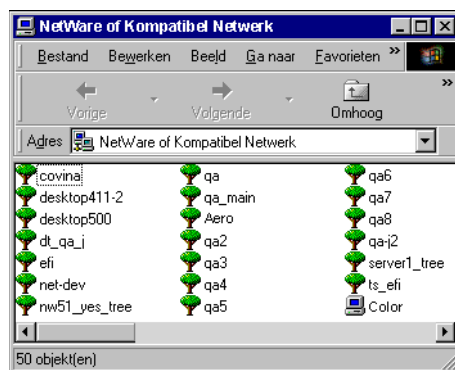 NetWare of Kompatibel Netwerk
Bestand Bewerken Beeld Ga naar Favorieten »
Vorige Volgende Omhoog »
Adres NetWare of Kompatibel Netwerk
covina qa qa6
desktop411-2 qa_main qa7
desktop500 Aero qa8
dt_qa_j qa2 qa-j2
efi qa3 server1_tree
net-dev qa4 ts_efi
nw51_yes_tree qa5 Color
50 objekt(en)